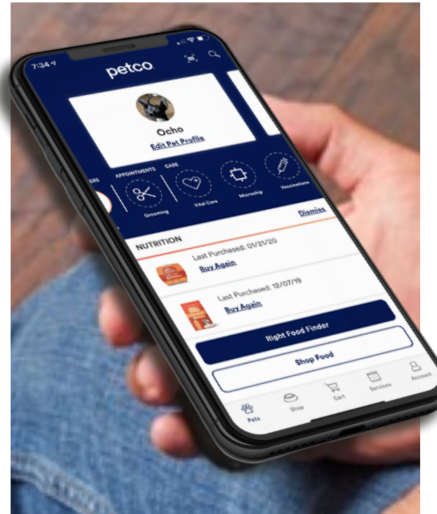 7:34
petco
Ocho
Edit Pet Profile
APPOINTMENTS CARE
Grooming
Vital Care
Microchip
Vaccinations
NUTRITION
Dismiss
Last Purchased: 01/21/20
Buy Again
Last Purchased: 12/07/19
Buy Again
Right Food Finder
Shop Food
Pets
Shop
Cart
Services
Account